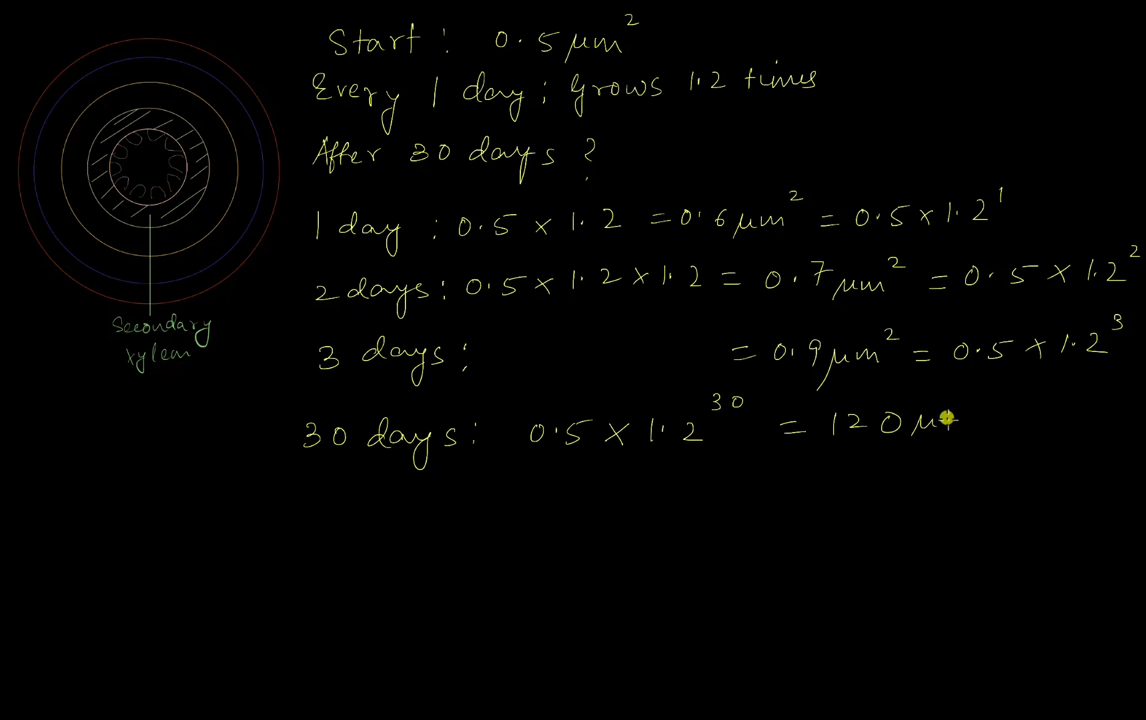 Start: 0.5 μm²
Every 1 day; Grows 1.2 times
After 30 days?
1 day: 0.5 × 1.2 = 0.6 μm² = 0.5 × 1.2¹
2 days: 0.5 × 1.2 × 1.2 = 0.7 μm² = 0.5 × 1.2²
3 days: = 0.9 μm² = 0.5 × 1.2³
30 days: 0.5 × 1.2³⁰ = 120 μ
Secondary
xylem